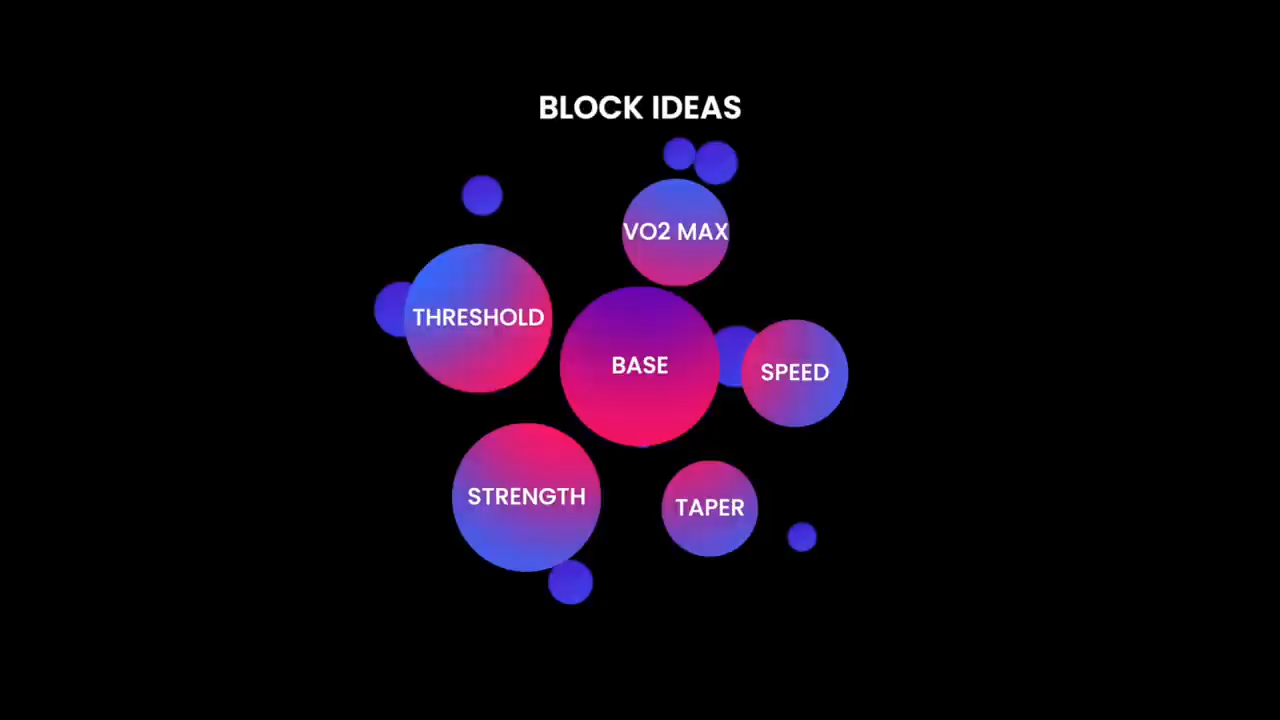 BLOCK IDEAS
VO2 MAX
THRESHOLD
BASE
SPEED
STRENGTH
TAPER